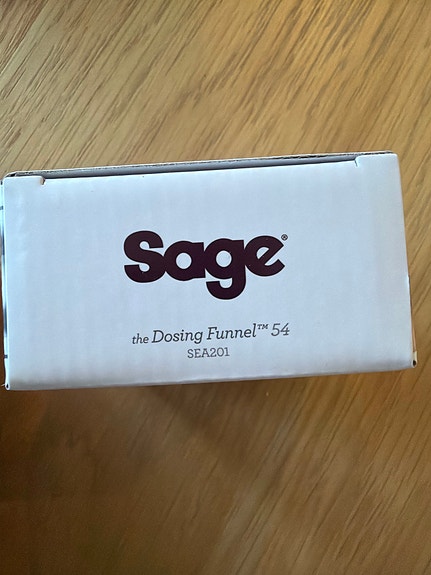 Sage®
the Dosing Funnel™ 54
SEA201